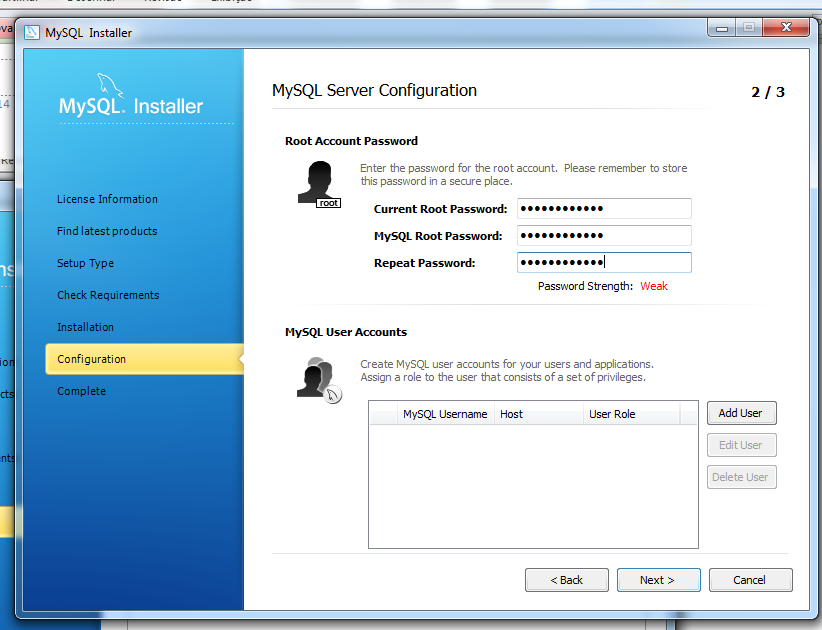 MySQL Installer
MySQL. Installer
License Information
Find latest products
Setup Type
Check Requirements
Installation
Configuration
Complete
MySQL Server Configuration
2 / 3
Root Account Password
root
Enter the password for the root account. Please remember to store
this password in a secure place.
Current Root Password: ●●●●●●●●●●●●
MySQL Root Password: ●●●●●●●●●●●●
Repeat Password: ●●●●●●●●●●●●
Password Strength: Weak
MySQL User Accounts
Create MySQL user accounts for your users and applications.
Assign a role to the user that consists of a set of privileges.
MySQL Username Host User Role
Add User
Edit User
Delete User
< Back Next > Cancel